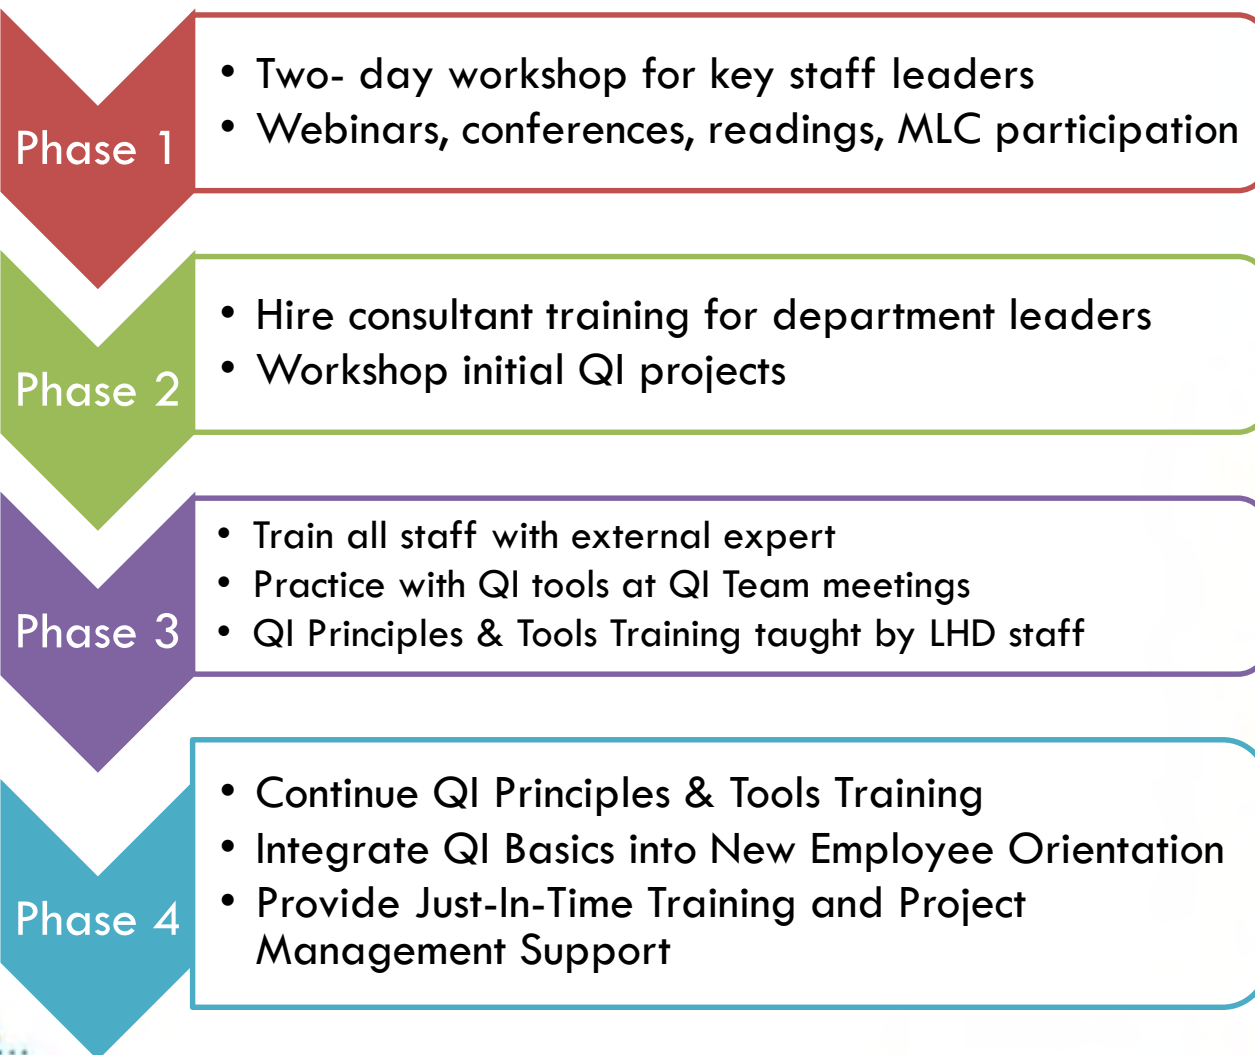 Phase 1
• Two- day workshop for key staff leaders
• Webinars, conferences, readings, MLC participation
Phase 2
• Hire consultant training for department leaders
• Workshop initial QI projects
Phase 3
• Train all staff with external expert
• Practice with QI tools at QI Team meetings
• QI Principles & Tools Training taught by LHD staff
Phase 4
• Continue QI Principles & Tools Training
• Integrate QI Basics into New Employee Orientation
• Provide Just-In-Time Training and Project
Management Support